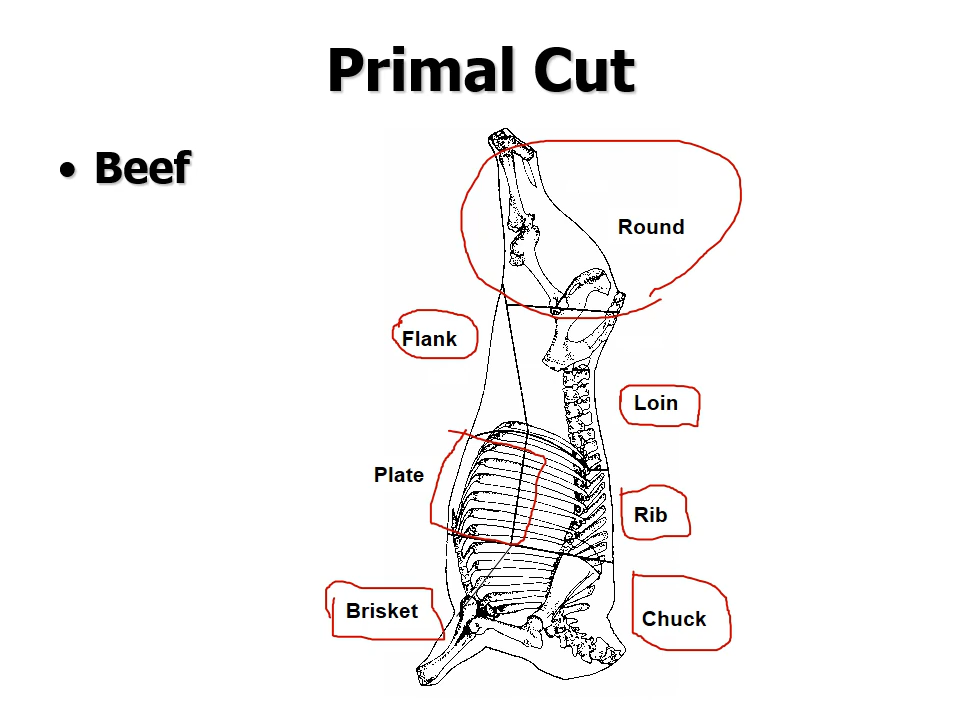 Primal Cut
• Beef
Round
Flank
Loin
Plate
Rib
Brisket
Chuck